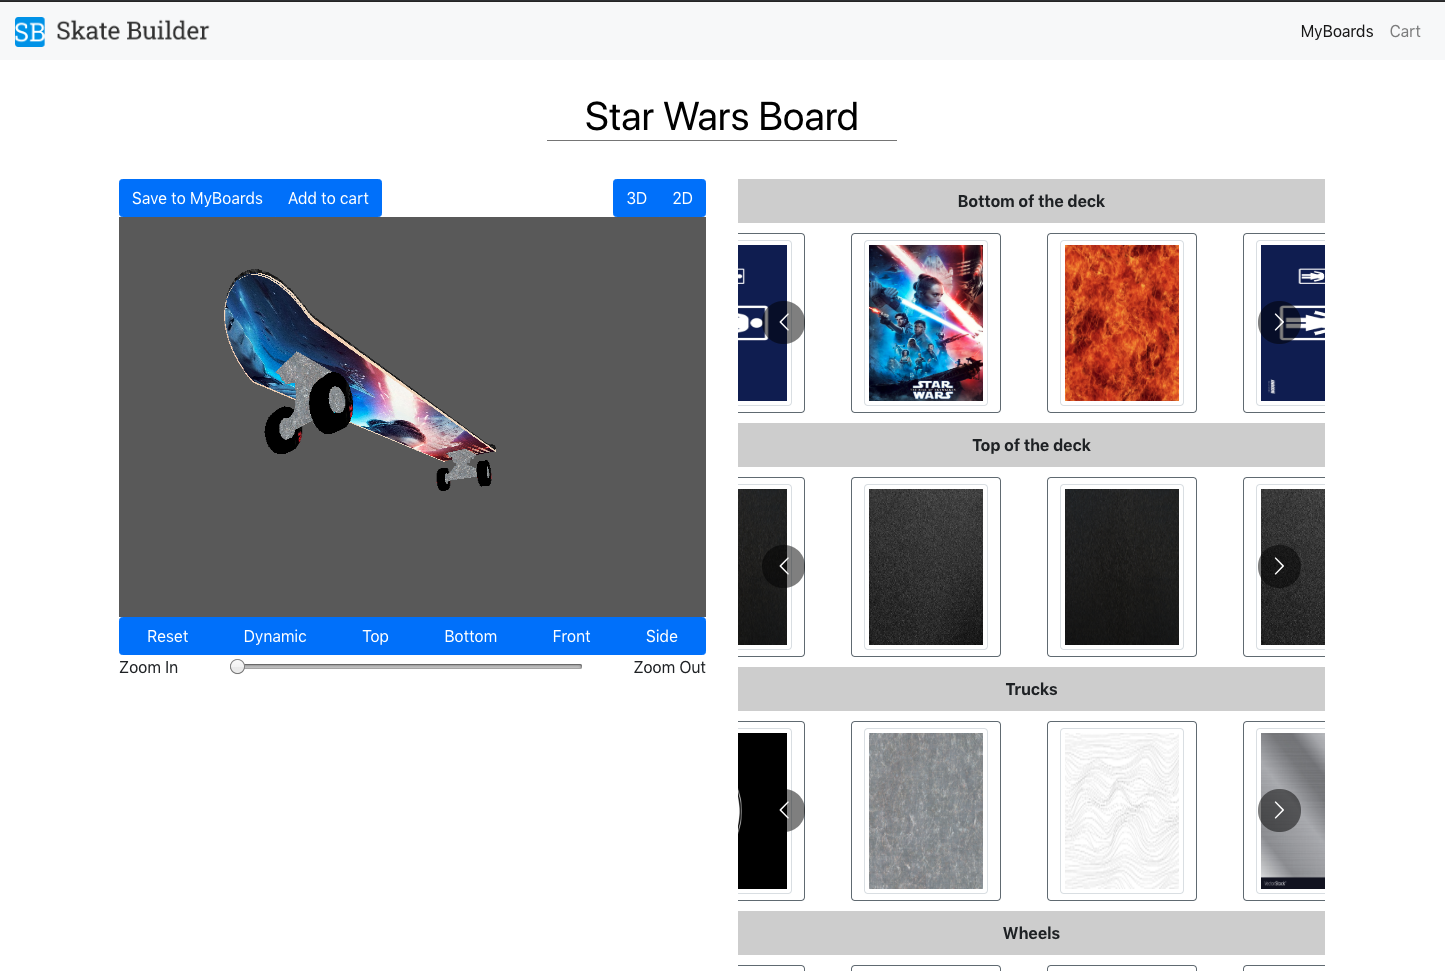 SB Skate Builder
MyBoards Cart
Star Wars Board
Save to MyBoards Add to cart
3D 2D
Reset Dynamic Top Bottom Front Side
Zoom In Zoom Out
Bottom of the deck
STAR
WARS
Top of the deck
Trucks
Wheels